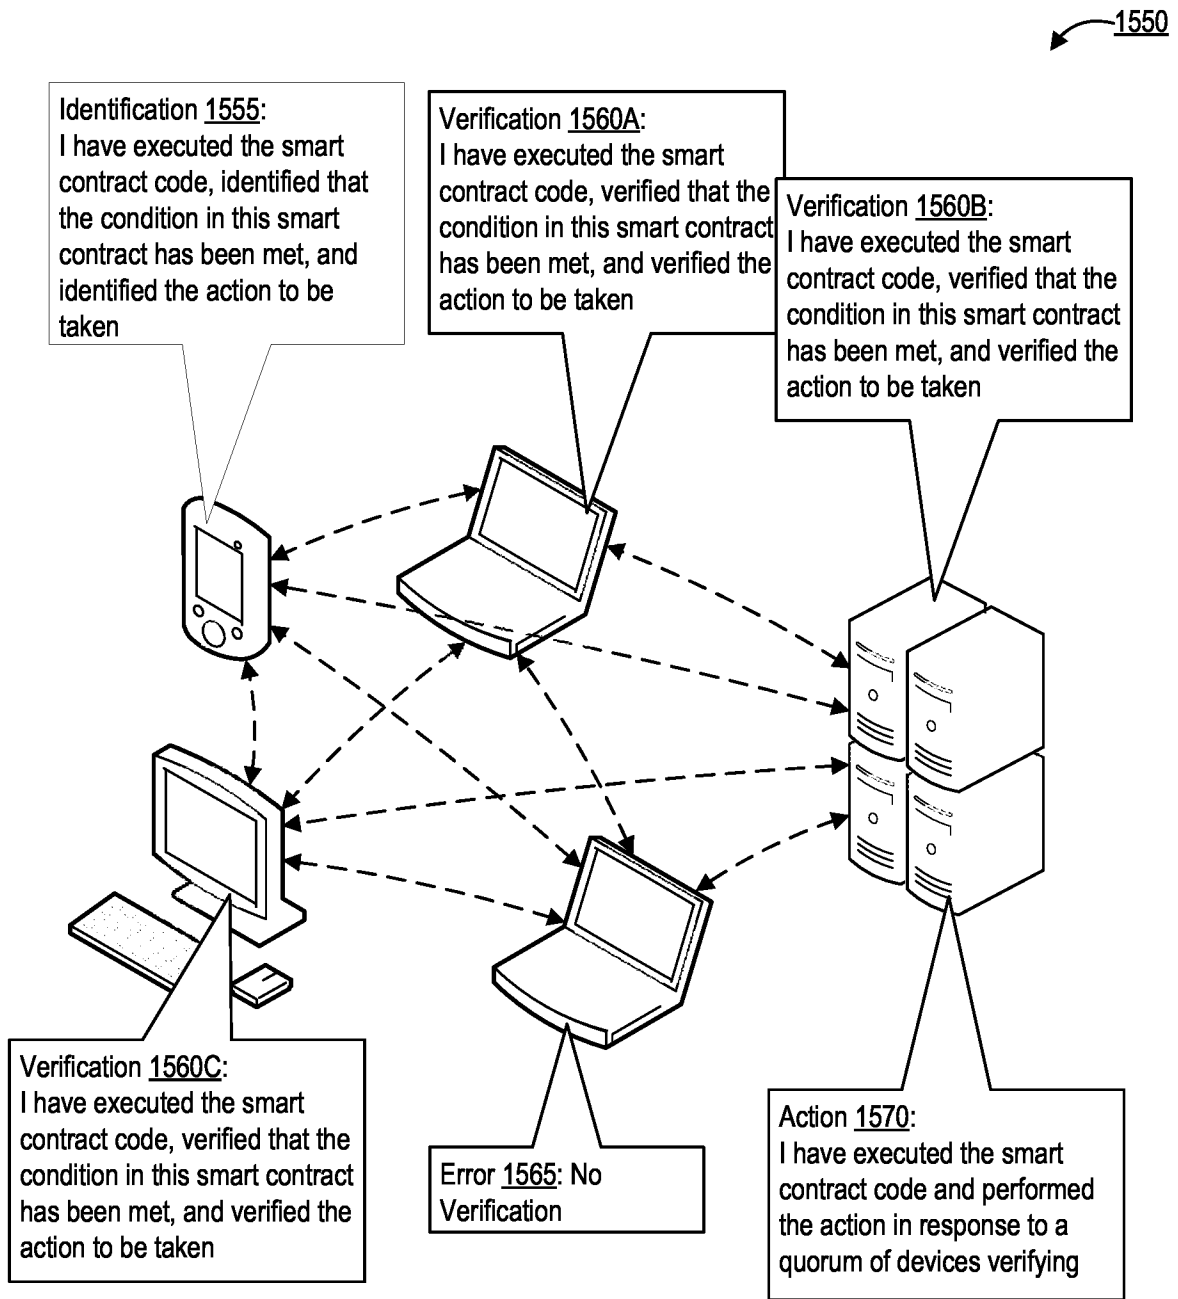 1550
Identification 1555:
I have executed the smart
contract code, identified that
the condition in this smart
contract has been met, and
identified the action to be
taken
Verification 1560A:
I have executed the smart
contract code, verified that the
condition in this smart contract
has been met, and verified the
action to be taken
Verification 1560B:
I have executed the smart
contract code, verified that the
condition in this smart contract
has been met, and verified the
action to be taken
Verification 1560C:
I have executed the smart
contract code, verified that the
condition in this smart contract
has been met, and verified the
action to be taken
Error 1565: No
Verification
Action 1570:
I have executed the smart
contract code and performed
the action in response to a
quorum of devices verifying